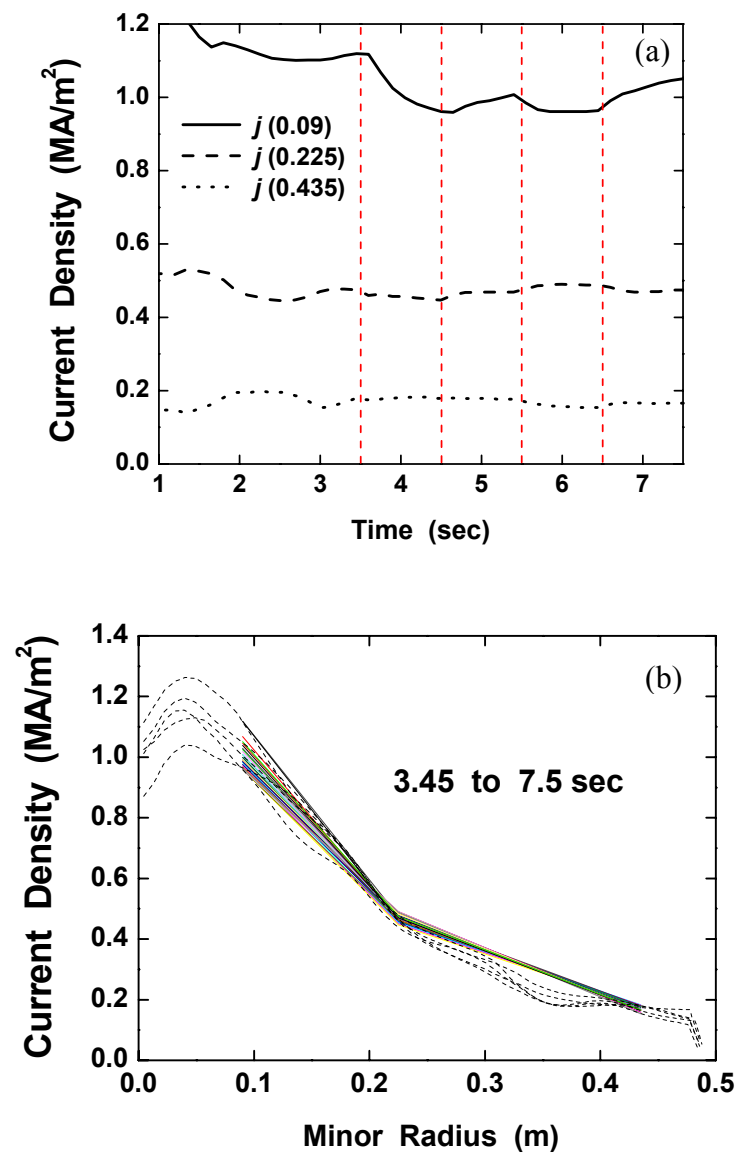 (a)
1.2
1.0
0.8
0.6
0.4
0.2
0.0
Current Density (MA/m²)
j (0.09)
j (0.225)
j (0.435)
1 2 3 4 5 6 7
Time (sec)
(b)
1.4
1.2
1.0
0.8
0.6
0.4
0.2
0.0
Current Density (MA/m²)
3.45 to 7.5 sec
0.0 0.1 0.2 0.3 0.4 0.5
Minor Radius (m)